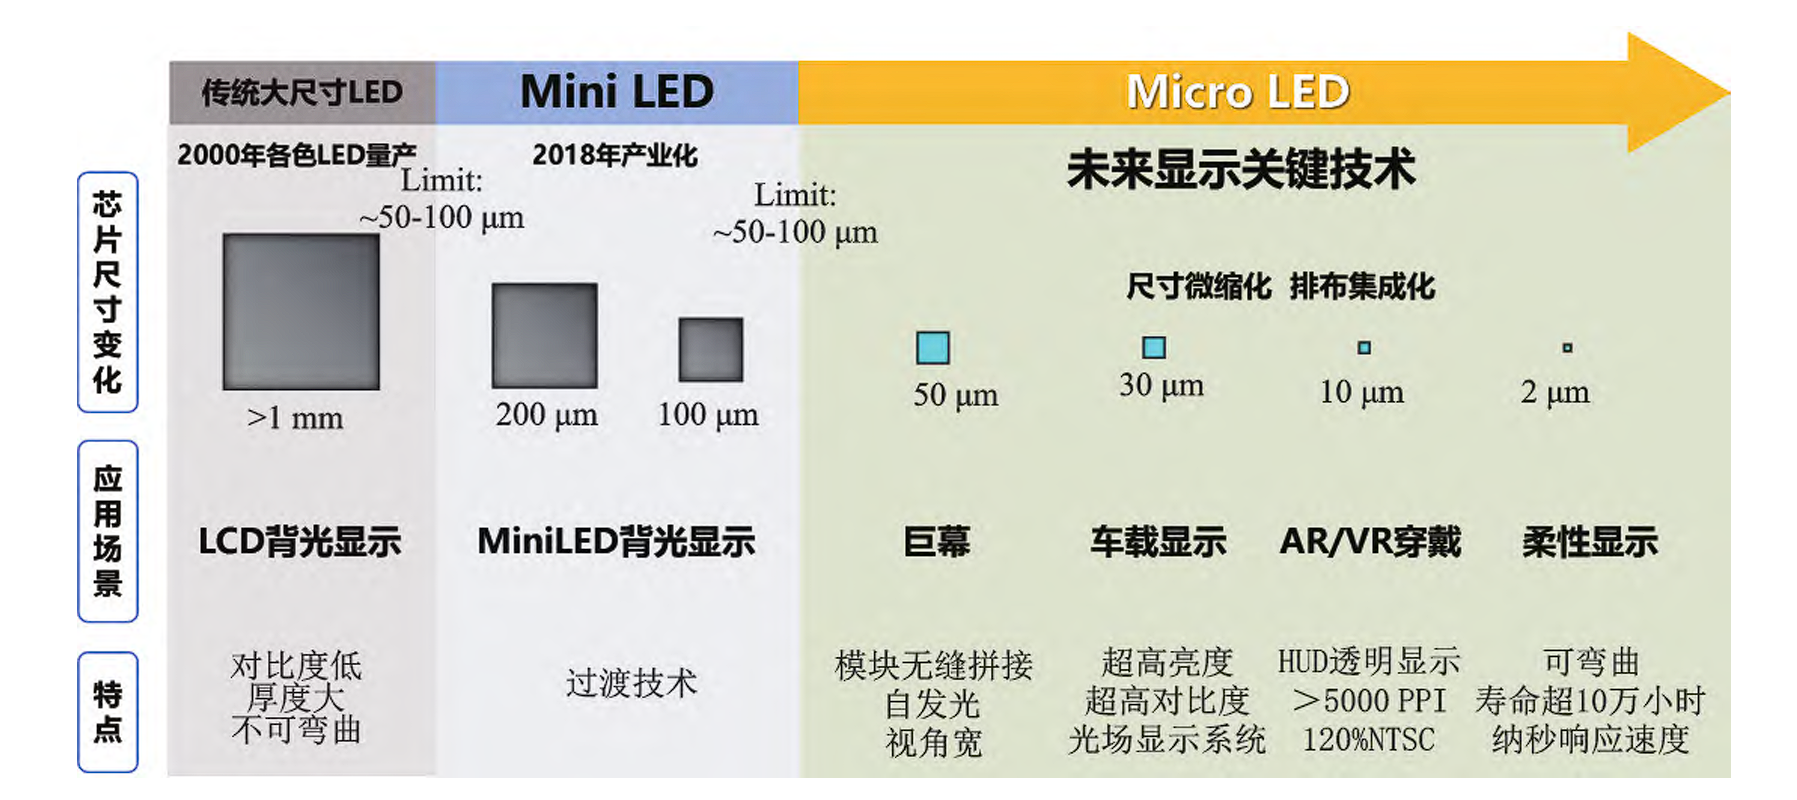 传统大尺寸LED
Mini LED
Micro LED
2000年各色LED量产
2018年产业化
未来显示关键技术
Limit:
~50-100 μm
Limit:
~50-100 μm
芯片尺寸变化
尺寸微缩化 排布集成化
>1 mm
200 μm
100 μm
50 μm
30 μm
10 μm
2 μm
应用场景
LCD背光显示
MiniLED背光显示
巨幕
车载显示
AR/VR穿戴
柔性显示
特点
对比度低
厚度大
不可弯曲
过渡技术
模块无缝拼接
自发光
视角宽
超高亮度
超高对比度
光场显示系统
HUD透明显示
>5000 PPI
120%NTSC
可弯曲
寿命超10万小时
纳秒响应速度